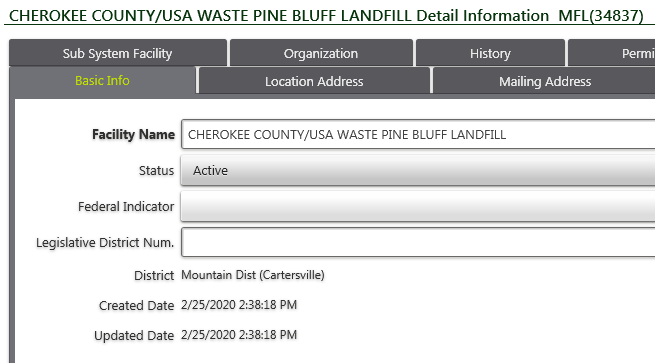 CHEROKEE COUNTY/USA WASTE PINE BLUFF LANDFILL Detail Information MFL(34837)
Sub System Facility Organization History Permi
Basic Info Location Address Mailing Address
Facility Name CHEROKEE COUNTY/USA WASTE PINE BLUFF LANDFILL
Status Active
Federal Indicator
Legislative District Num.
District Mountain Dist (Cartersville)
Created Date 2/25/2020 2:38:18 PM
Updated Date 2/25/2020 2:38:18 PM